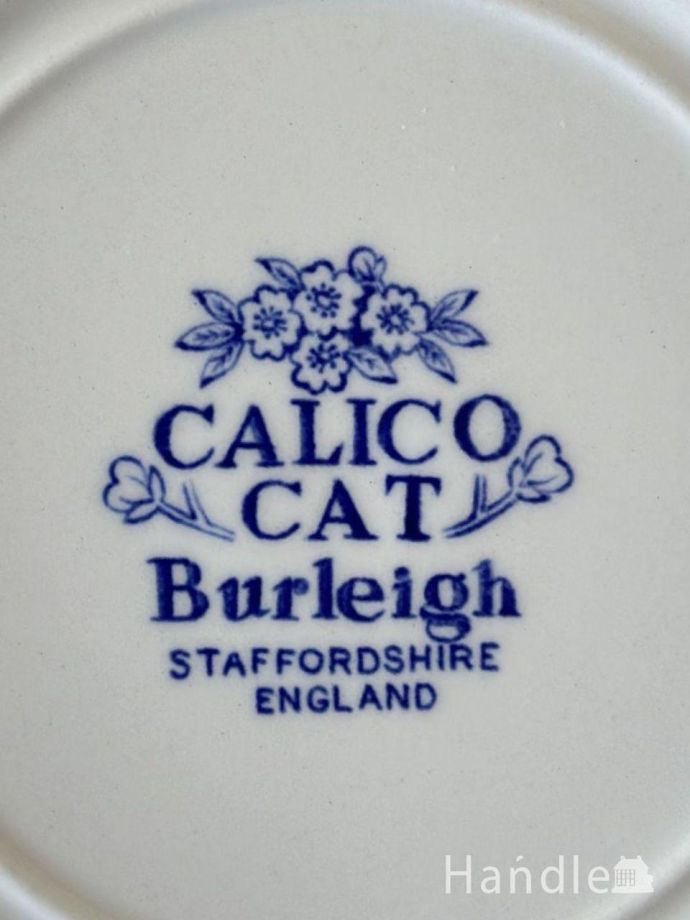 CALICO
CAT
Burleigh
STAFFORDSHIRE
ENGLAND
Handle